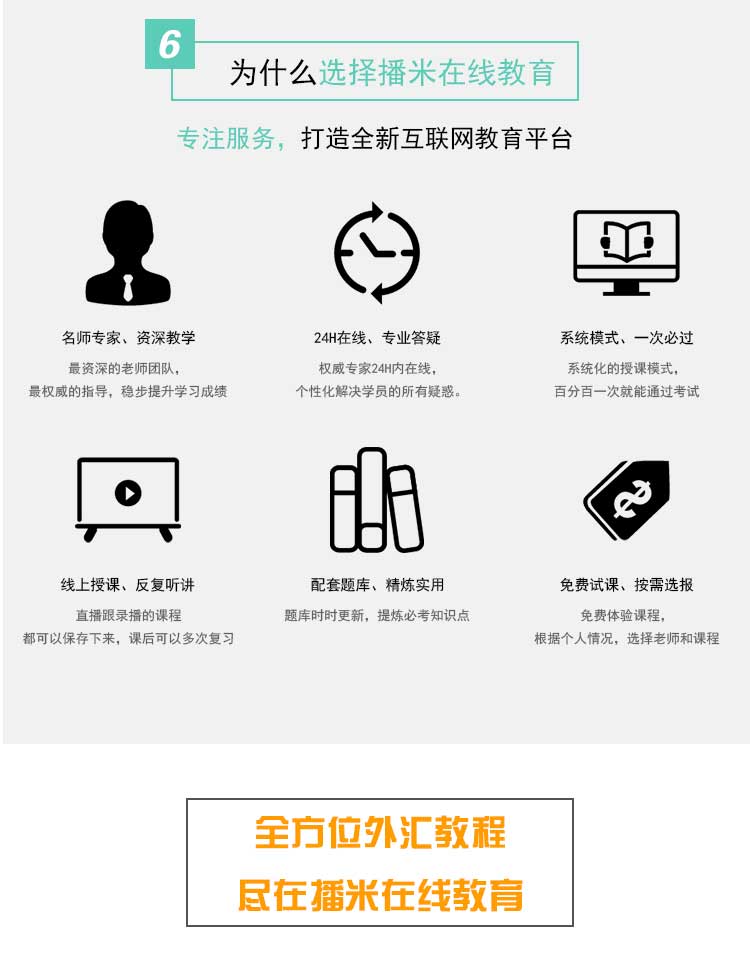 6
为什么选择播米在线教育
专注服务，打造全新互联网教育平台
名师专家、资深教学
最资深的老师团队，
最权威的指导，稳步提升学习成绩
24H在线、专业答疑
权威专家24H内在线，
个性化解决学员的所有疑惑。
系统模式、一次必过
系统化的授课模式，
百分百一次就能通过考试
线上授课、反复听讲
直播跟录播的课程
都可以保存下来，课后可以多次复习
配套题库、精炼实用
题库时时更新，提炼必考知识点
免费试课、按需选报
免费体验课程，
根据个人情况，选择老师和课程
全方位外汇教程
尽在播米在线教育